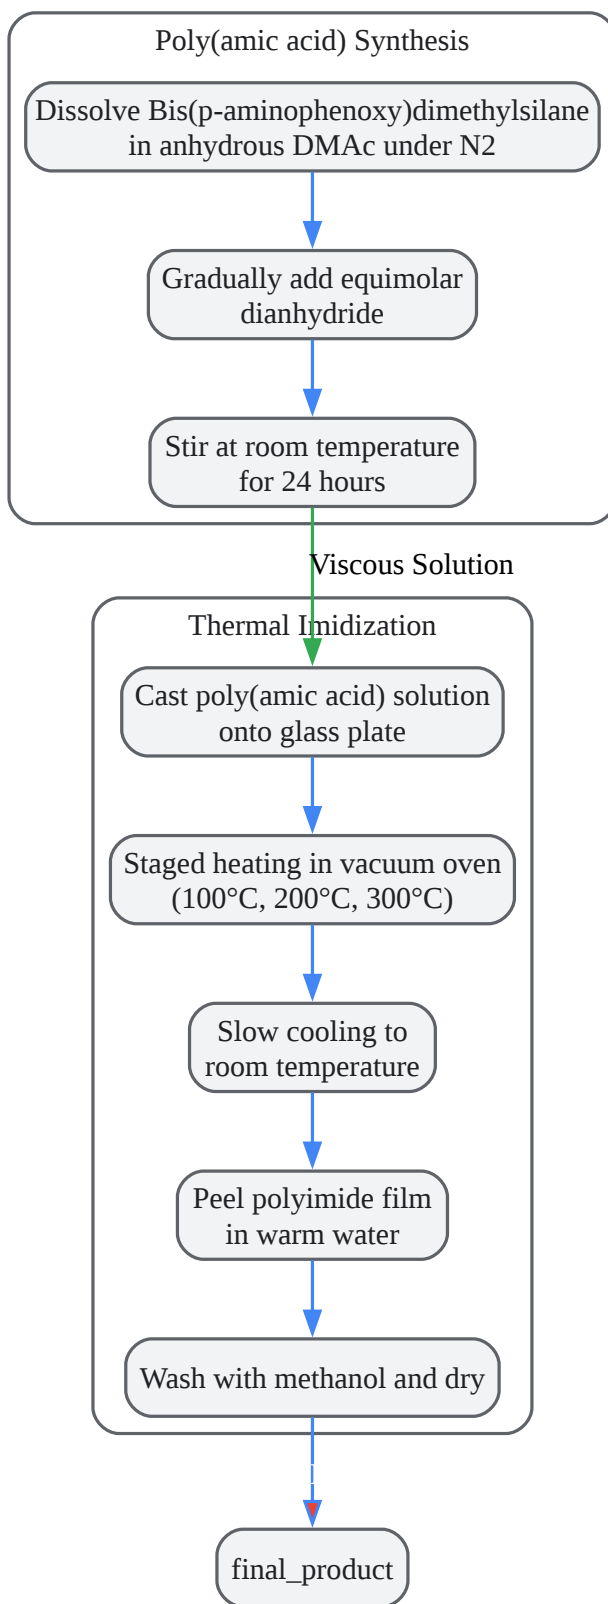 Poly(amic acid) Synthesis
Dissolve Bis(p-aminophenoxy)dimethylsilane
in anhydrous DMAc under N2
Gradually add equimolar
dianhydride
Stir at room temperature
for 24 hours
Viscous Solution
Thermal Imidization
Cast poly(amic acid) solution
onto glass plate
Staged heating in vacuum oven
(100°C, 200°C, 300°C)
Slow cooling to
room temperature
Peel polyimide film
in warm water
Wash with methanol and dry
final_product